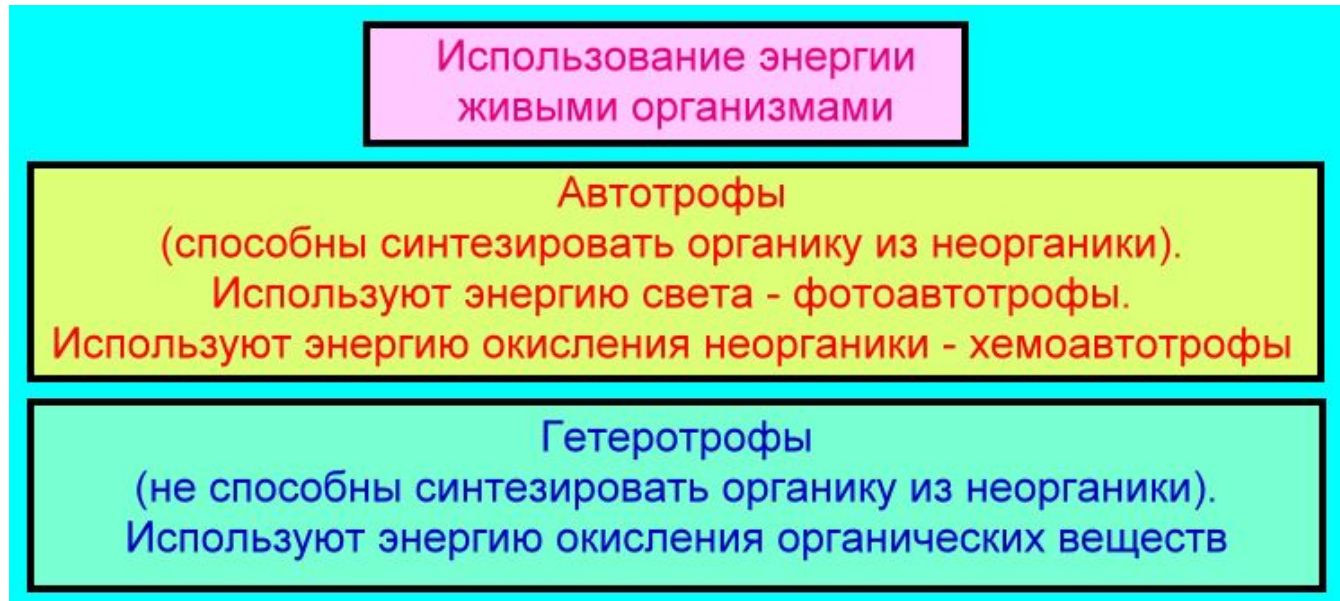 Использование энергии
живыми организмами
Автотрофы
(способны синтезировать органику из неорганики).
Используют энергию света - фотоавтотрофы.
Используют энергию окисления неорганики - хемоавтотрофы
Гетеротрофы
(не способны синтезировать органику из неорганики).
Используют энергию окисления органических веществ